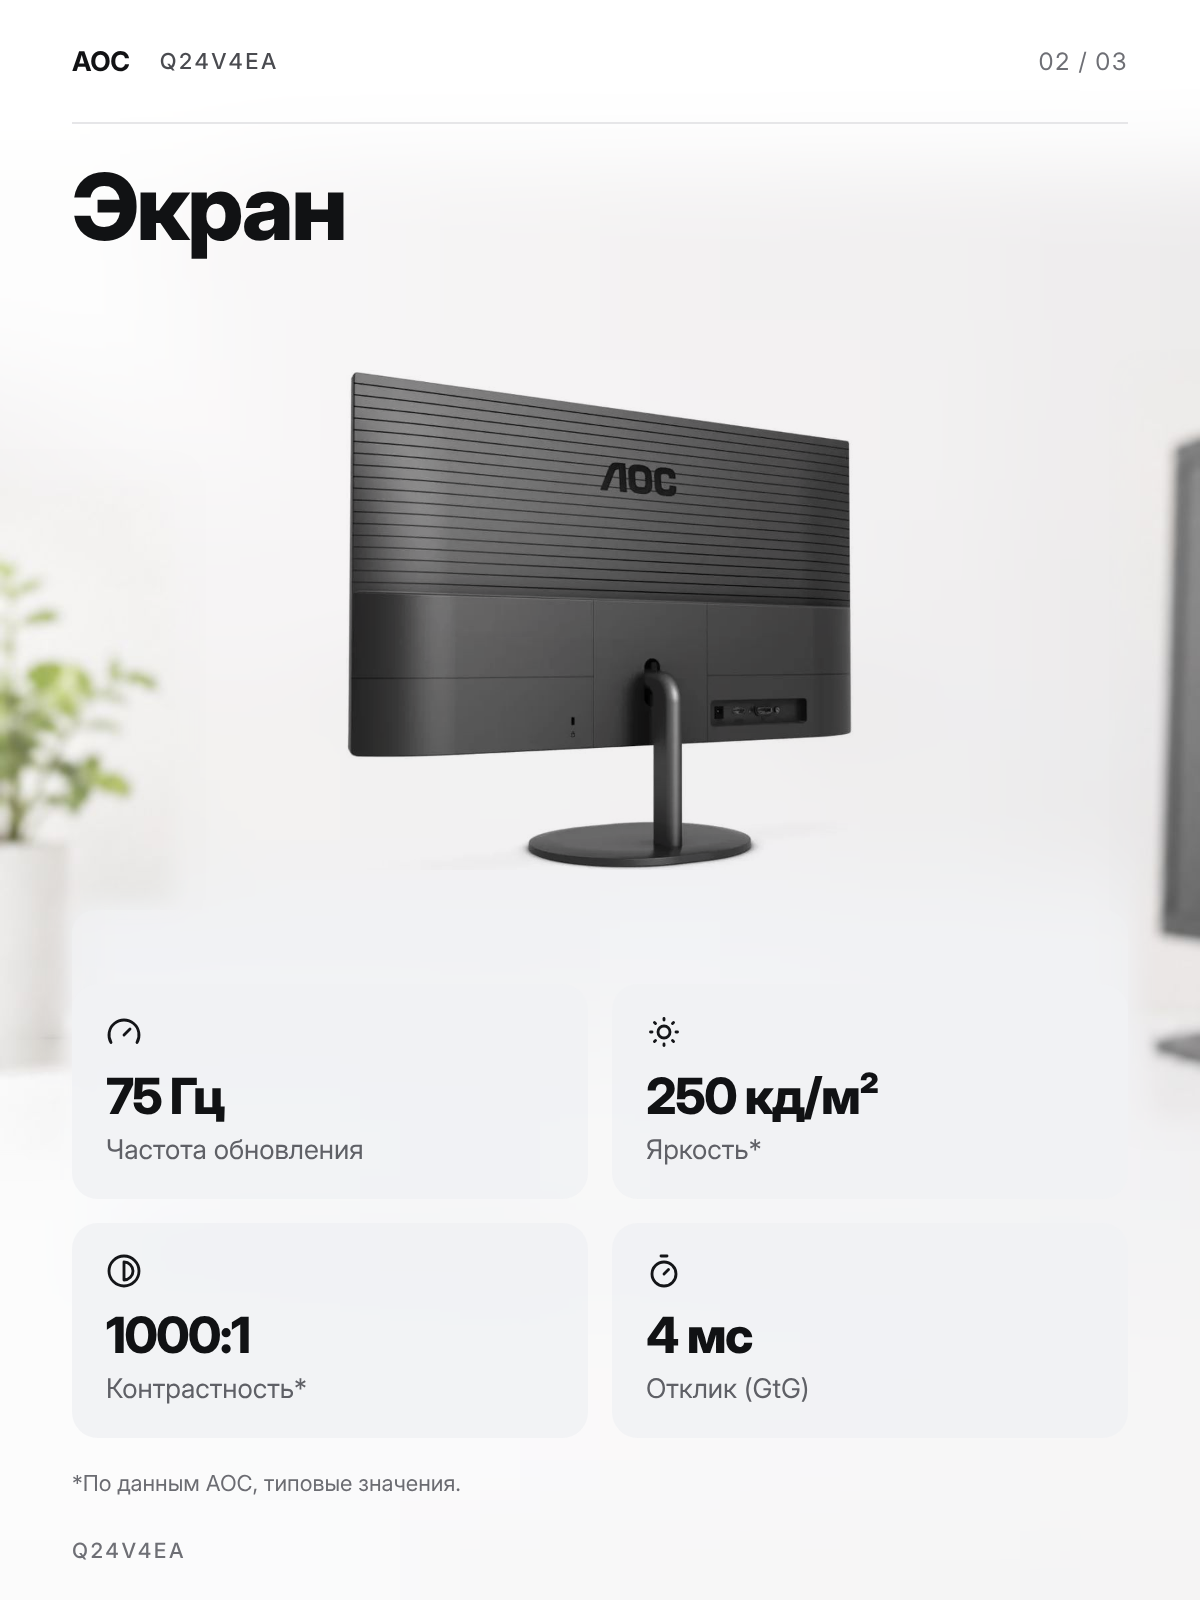 AOC Q24V4EA 02 / 03
Экран
AOC
75 Гц
Частота обновления
250 кд/м²
Яркость*
1000:1
Контрастность*
4 мс
Отклик (GtG)
*По данным AOC, типовые значения.
Q24V4EA